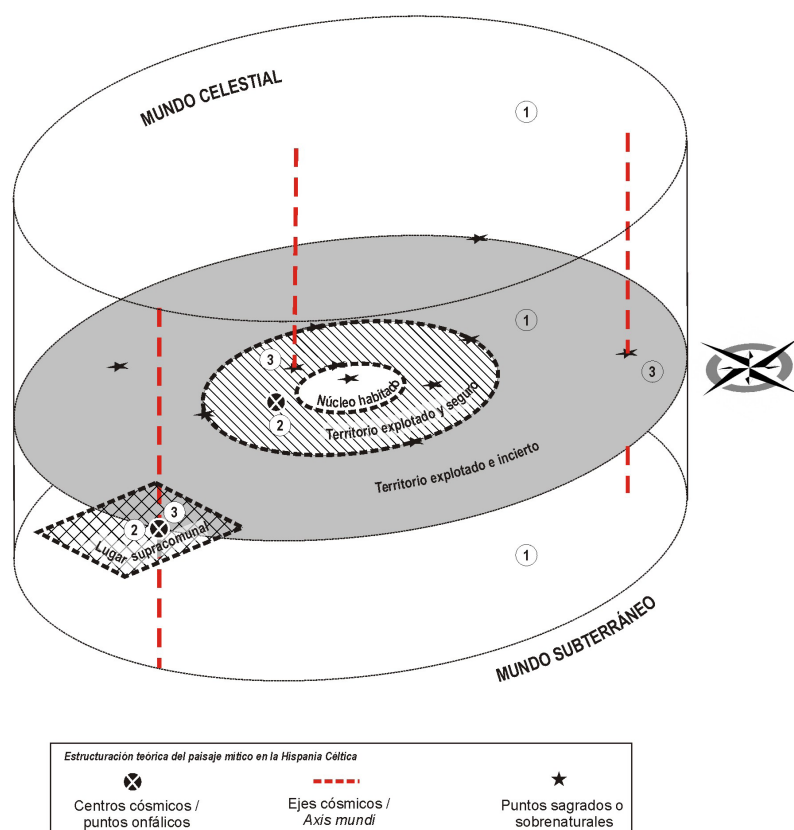 MUNDO CELESTIAL
1
1
3
3
Núcleo habitado
2
Territorio explotado y seguro
Territorio explotado e incierto
3
2
Lugar supracomunal
1
MUNDO SUBTERRÁNEO
Estructuración teórica del paisaje mítico en la Hispania Céltica
Centros cósmicos /
puntos onfálicos
Ejes cósmicos /
Axis mundi
Puntos sagrados o
sobrenaturales